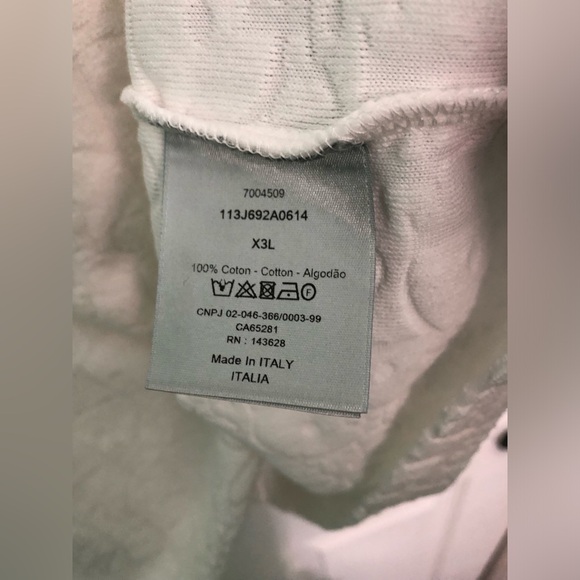 7004509
113J692A0614
X3L
100% Coton - Cotton - Algodão
F
CNPJ 02-046-366/0003-99
CA65281
RN : 143628
Made In ITALY
ITALIA